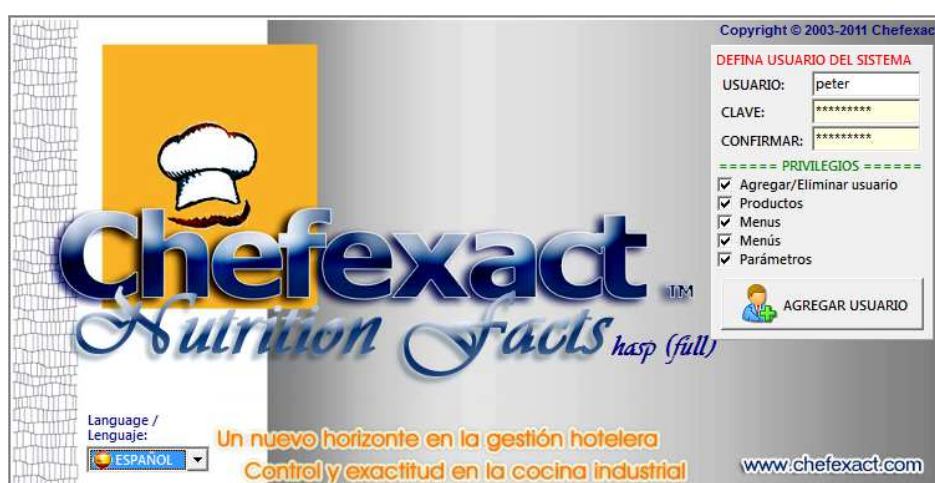 Copyright © 2003-2011 Chefexac
DEFINA USUARIO DEL SISTEMA
USUARIO: peter
CLAVE: *********
CONFIRMAR: *********
====== PRIVILEGIOS ======
Agregar/Eliminar usuario
Productos
Menus
Menús
Parámetros
AGREGAR USUARIO
Chefexact TM
Nutrition Facts hasp (full)
Language /
Lenguaje:
ESPAÑOL
Un nuevo horizonte en la gestión hotelera
Control y exactitud en la cocina industrial
www.chefexact.com